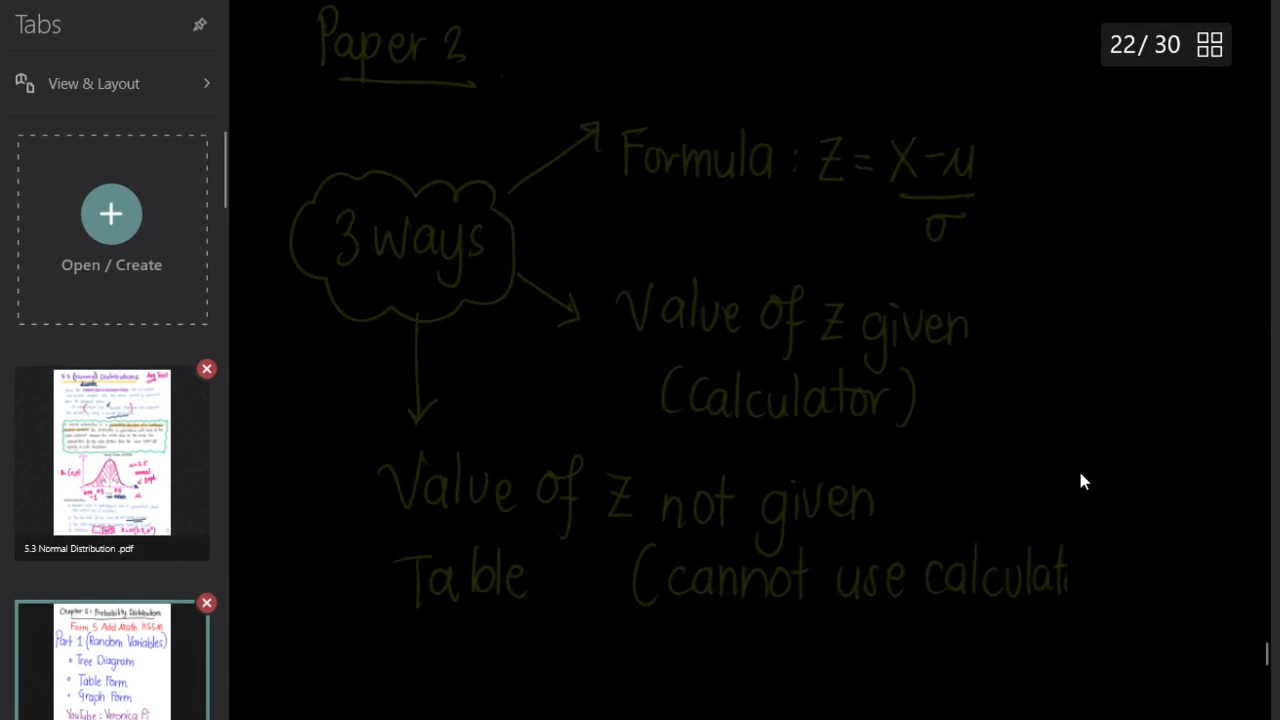 Tabs
View & Layout
Open / Create
5.3 Normal Distribution .pdf
Chapter 5 : Probability Distributions
Form 5 Add Math KSSM
Part 1 (Random Variables)
• Tree Diagram
• Table Form
• Graph Form
22/ 30
Paper 2
3 ways
Formula : Z = X - μ
σ
Value of z given
(Calculator)
Value of z not given
Table (cannot use calculat